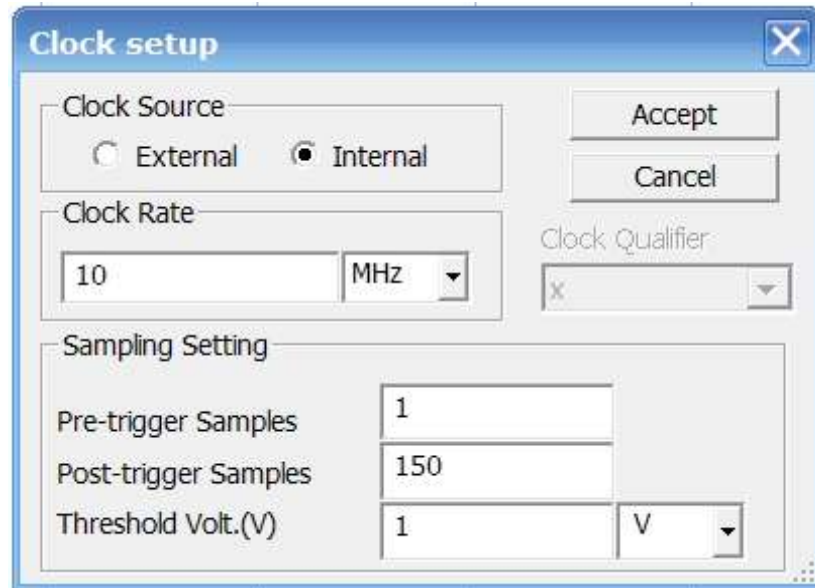 Clock setup
Clock Source
External Internal
Accept
Cancel
Clock Rate
10 MHz
Clock Qualifier
x
Sampling Setting
Pre-trigger Samples 1
Post-trigger Samples 150
Threshold Volt.(V) 1 V